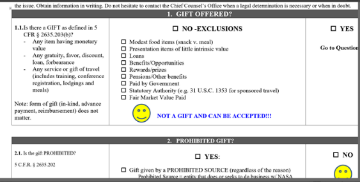 the issue. Obtain information in writing. Do not hesitate to contact the Chief Counsel's Office when a legal determination is necessary or when in doubt.
1. GIFT OFFERED?
1.1. Is there a GIFT as defined in 5
CFR § 2635.203(b)?
- Any item having monetary
value
- Any gratuity, favor, discount,
loan, forbearance
- Any service or gift of travel
(includes training, conference
registration, lodgings and
meals)
Note: form of gift (in-kind, advance
payment, reimbursement) does not
matter.
☐ NO -EXCLUSIONS
☐ Modest food items (snack v. meal)
☐ Presentation items of little intrinsic value
☐ Loans
☐ Benefits/Opportunities
☐ Rewards/prizes
☐ Pensions/Other benefits
☐ Paid by Government
☐ Statutory Authority (e.g. 31 U.S.C. 1353 for sponsored travel)
☐ Fair Market Value Paid
NOT A GIFT AND CAN BE ACCEPTED!!!
☐ YES
Go to Question
2. PROHIBITED GIFT?
2.1. Is the gift PROHIBITED?
5 C.F.R. § 2635.202
☐ YES:
☐ Gift given by a PROHIBITED SOURCE (regardless of the reason)
Prohibited Source = entity that does or seeks to do business w/ NASA
☐ NO